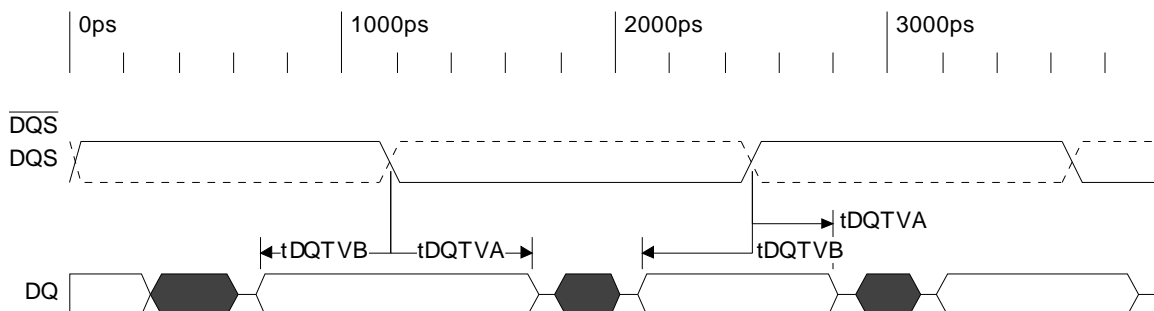 0ps 1000ps 2000ps 3000ps
DQS
DQS
tDQTVA
tDQTVB tDQTVA tDQTVB
DQ